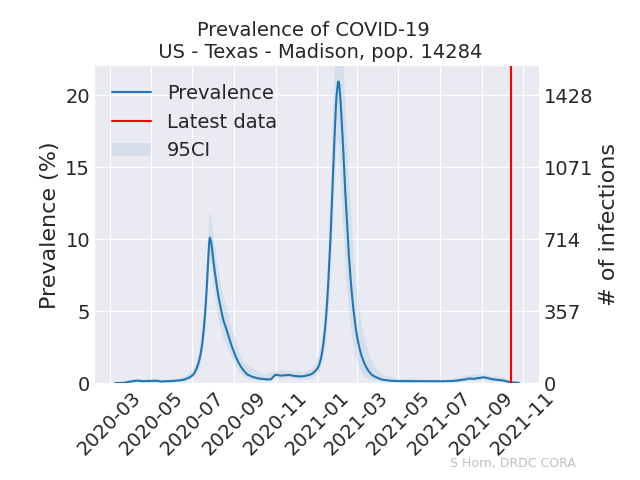 Prevalence of COVID-19
US - Texas - Madison, pop. 14284
Prevalence
Latest data
95CI
Prevalence (%)
20
15
10
5
0
1428
1071
714
357
0
# of infections
2020-03
2020-05
2020-07
2020-09
2020-11
2021-01
2021-03
2021-05
2021-07
2021-09
2021-11
S Horn, DRDC CORA